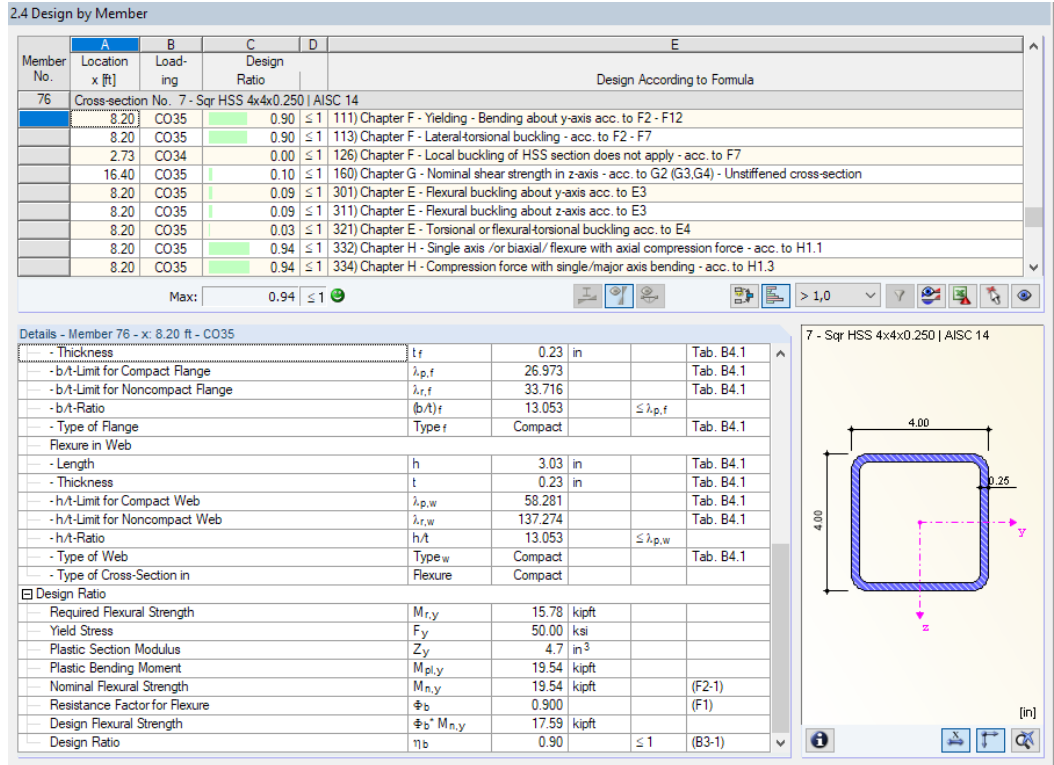 2.4 Design by Member
A B C D E
Member Location Load- Design
No. x [ft] ing Ratio Design According to Formula
76 Cross-section No. 7 - Sqr HSS 4x4x0.250 | AISC 14
8.20 CO35 0.90 ≤ 1 111) Chapter F - Yielding - Bending about y-axis acc. to F2 - F12
8.20 CO35 0.90 ≤ 1 113) Chapter F - Lateral-torsional buckling - acc. to F2 - F7
2.73 CO34 0.00 ≤ 1 126) Chapter F - Local buckling of HSS section does not apply - acc. to F7
16.40 CO35 0.10 ≤ 1 160) Chapter G - Nominal shear strength in z-axis - acc. to G2 (G3,G4) - Unstiffened cross-section
8.20 CO35 0.09 ≤ 1 301) Chapter E - Flexural buckling about y-axis acc. to E3
8.20 CO35 0.09 ≤ 1 311) Chapter E - Flexural buckling about z-axis acc. to E3
8.20 CO35 0.03 ≤ 1 321) Chapter E - Torsional or flexural-torsional buckling acc. to E4
8.20 CO35 0.94 ≤ 1 332) Chapter H - Single axis /or biaxial/ flexure with axial compression force - acc. to H1.1
8.20 CO35 0.94 ≤ 1 334) Chapter H - Compression force with single/major axis bending - acc. to H1.3
Max: 0.94 ≤ 1 > 1,0
Details - Member 76 - x: 8.20 ft - CO35
- Thickness tf 0.23 in Tab. B4.1
- b/t-Limit for Compact Flange λp,f 26.973 Tab. B4.1
- b/t-Limit for Noncompact Flange λr,f 33.716 Tab. B4.1
- b/t-Ratio (b/t)f 13.053 ≤ λp,f
- Type of Flange Type f Compact Tab. B4.1
Flexure in Web
- Length h 3.03 in Tab. B4.1
- Thickness t 0.23 in Tab. B4.1
- h/t-Limit for Compact Web λp,w 58.281 Tab. B4.1
- h/t-Limit for Noncompact Web λr,w 137.274 Tab. B4.1
- h/t-Ratio h/t 13.053 ≤ λp,w
- Type of Web Type w Compact Tab. B4.1
- Type of Cross-Section in Flexure Compact
Design Ratio
Required Flexural Strength Mr,y 15.78 kipft
Yield Stress Fy 50.00 ksi
Plastic Section Modulus Zy 4.7 in3
Plastic Bending Moment Mpl,y 19.54 kipft
Nominal Flexural Strength Mn,y 19.54 kipft (F2-1)
Resistance Factor for Flexure Φb 0.900 (F1)
Design Flexural Strength Φb* Mn,y 17.59 kipft
Design Ratio ηb 0.90 ≤ 1 (B3-1)
7 - Sqr HSS 4x4x0.250 | AISC 14
4.00
0.25
4.00
y
z
[in]